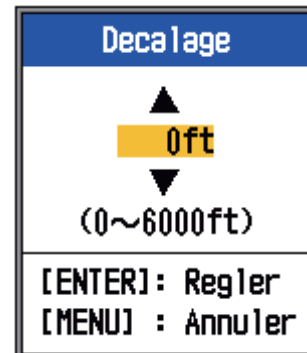 Decalage
0ft
(0～6000ft)
[ENTER]: Regler
[MENU] : Annuler